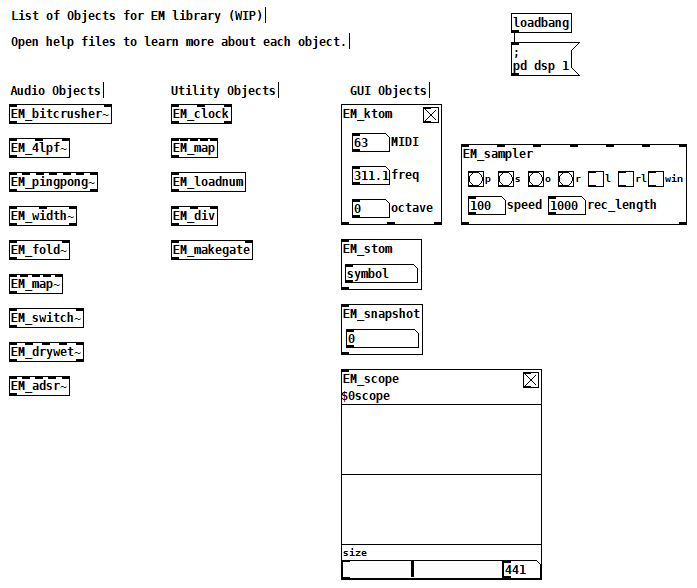 List of Objects for EM library (WIP)
Open help files to learn more about each object.
loadbang
;
pd dsp 1
Audio Objects
EM_bitcrusher~
EM_4lpf~
EM_pingpong~
EM_width~
EM_fold~
EM_map~
EM_switch~
EM_drywet~
EM_adsr~
Utility Objects
EM_clock
EM_map
EM_loadnum
EM_div
EM_makegate
GUI Objects
EM_ktom
63 MIDI
311.1 freq
0 octave
EM_stom
symbol
EM_snapshot
0
EM_scope
$0scope
size
441
EM_sampler
p s o r l rl win
100 speed 1000 rec_length